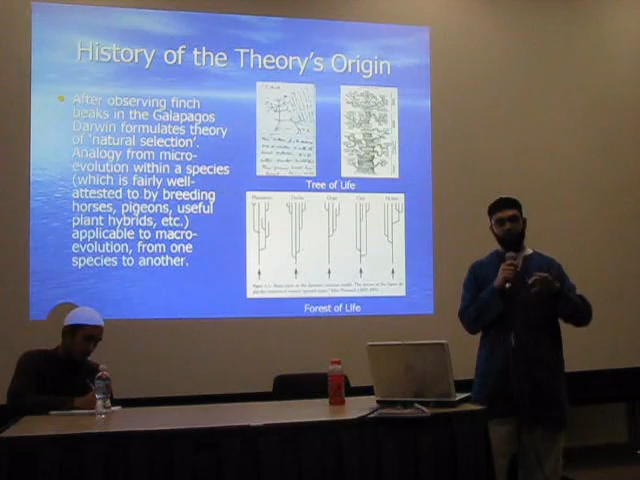 History of the Theory's Origin
After observing finch
beaks in the Galapagos
Darwin formulates theory
of 'natural selection'.
Analogy from micro-
evolution within a species
(which is fairly well-
attested to by breeding
horses, pigeons, useful
plant hybrids, etc.)
applicable to macro-
evolution, from one
species to another.
Tree of Life
Forest of Life